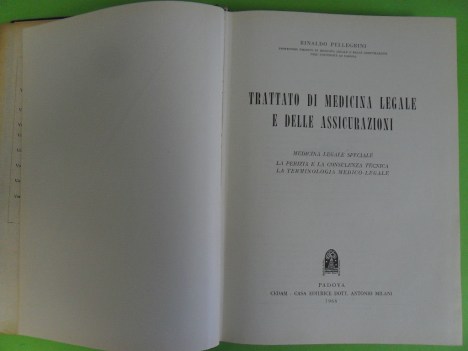 RINALDO PELLEGRINI
TRATTATO DI MEDICINA LEGALE
E DELLE ASSICURAZIONI
MEDICINA LEGALE SPECIALE
LA PERIZIA E LA CONSULENZA TECNICA
LA TERMINOLOGIA MEDICO LEGALE
PADOVA
CEDAM - CASA EDITRICE DOTT. ANTONIO MILANI